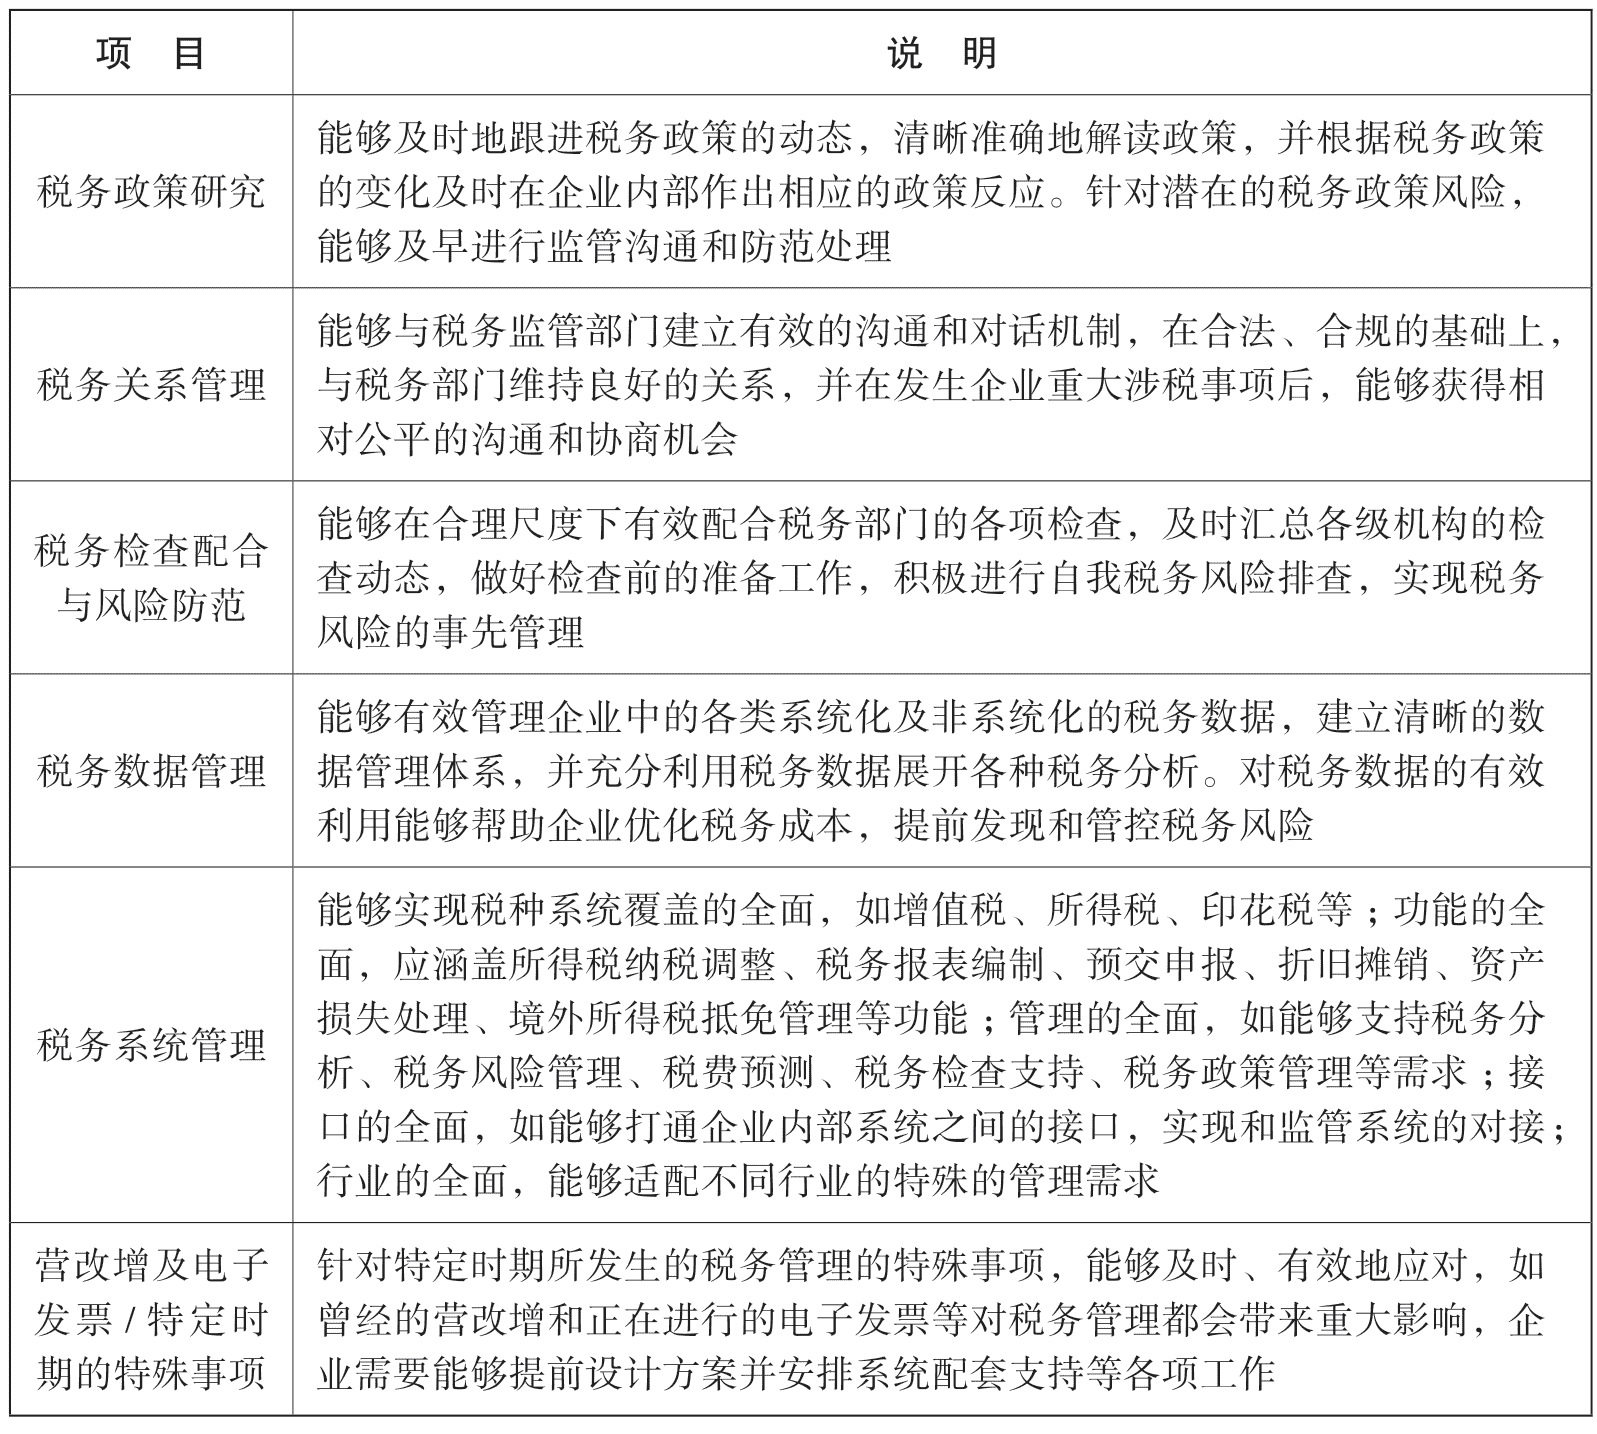 项　目
说　明
税务政策研究
能够及时地跟进税务政策的动态，清晰准确地解读政策，并根据税务政策
的变化及时在企业内部作出相应的政策反应。针对潜在的税务政策风险，
能够及早进行监管沟通和防范处理
税务关系管理
能够与税务监管部门建立有效的沟通和对话机制，在合法、合规的基础上，
与税务部门维持良好的关系，并在发生企业重大涉税事项后，能够获得相
对公平的沟通和协商机会
税务检查配合
与风险防范
能够在合理尺度下有效配合税务部门的各项检查，及时汇总各级机构的检
查动态，做好检查前的准备工作，积极进行自我税务风险排查，实现税务
风险的事先管理
税务数据管理
能够有效管理企业中的各类系统化及非系统化的税务数据，建立清晰的数
据管理体系，并充分利用税务数据展开各种税务分析。对税务数据的有效
利用能够帮助企业优化税务成本，提前发现和管控税务风险
税务系统管理
能够实现税种系统覆盖的全面，如增值税、所得税、印花税等；功能的全
面，应涵盖所得税纳税调整、税务报表编制、预交申报、折旧摊销、资产
损失处理、境外所得税抵免管理等功能；管理的全面，如能够支持税务分
析、税务风险管理、税费预测、税务检查支持、税务政策管理等需求；接
口的全面，如能够打通企业内部系统之间的接口，实现和监管系统的对接；
行业的全面，能够适配不同行业的特殊的管理需求
营改增及电子
发票 / 特定时
期的特殊事项
针对特定时期所发生的税务管理的特殊事项，能够及时、有效地应对，如
曾经的营改增和正在进行的电子发票等对税务管理都会带来重大影响，企
业需要能够提前设计方案并安排系统配套支持等各项工作